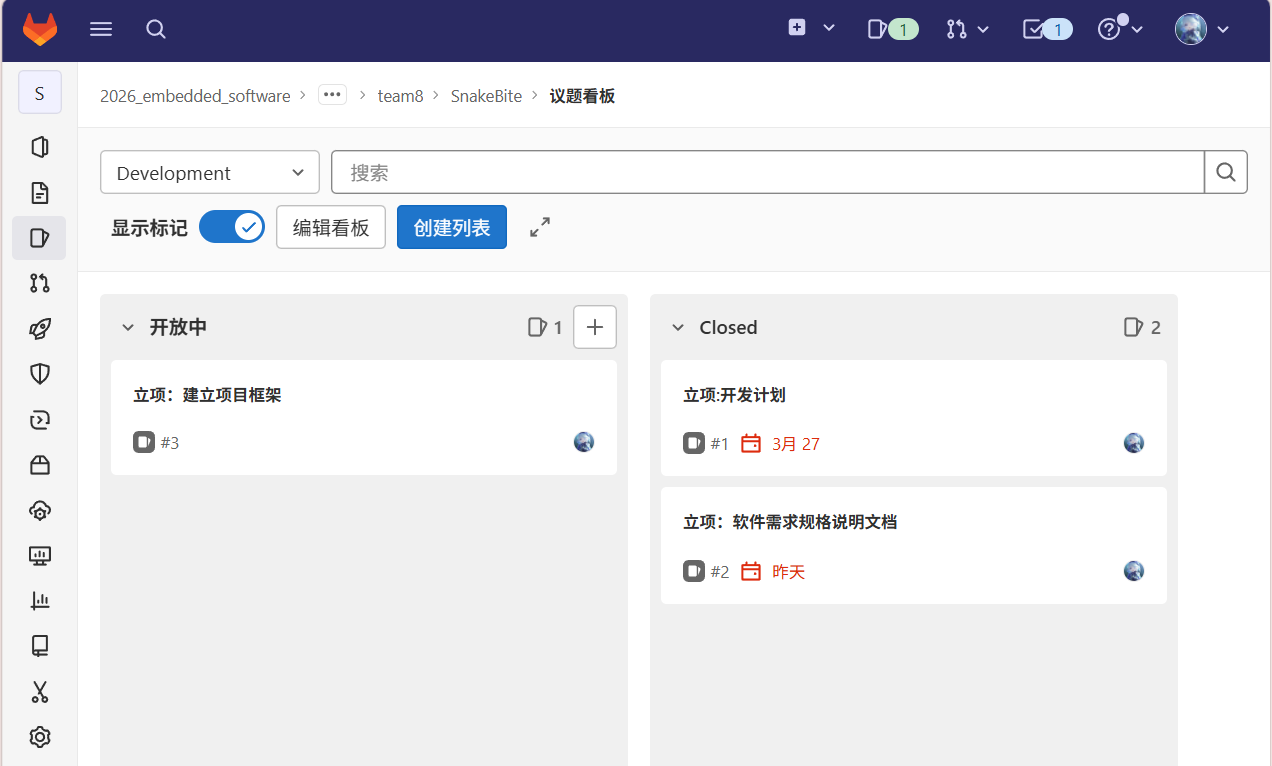 1
1
S
2026_embedded_software > ••• > team8 > SnakeBite > 议题看板
Development
搜索
显示标记
编辑看板
创建列表
开放中
1
立项：建立项目框架
#3
Closed
2
立项:开发计划
#1 3月 27
立项：软件需求规格说明文档
#2 昨天